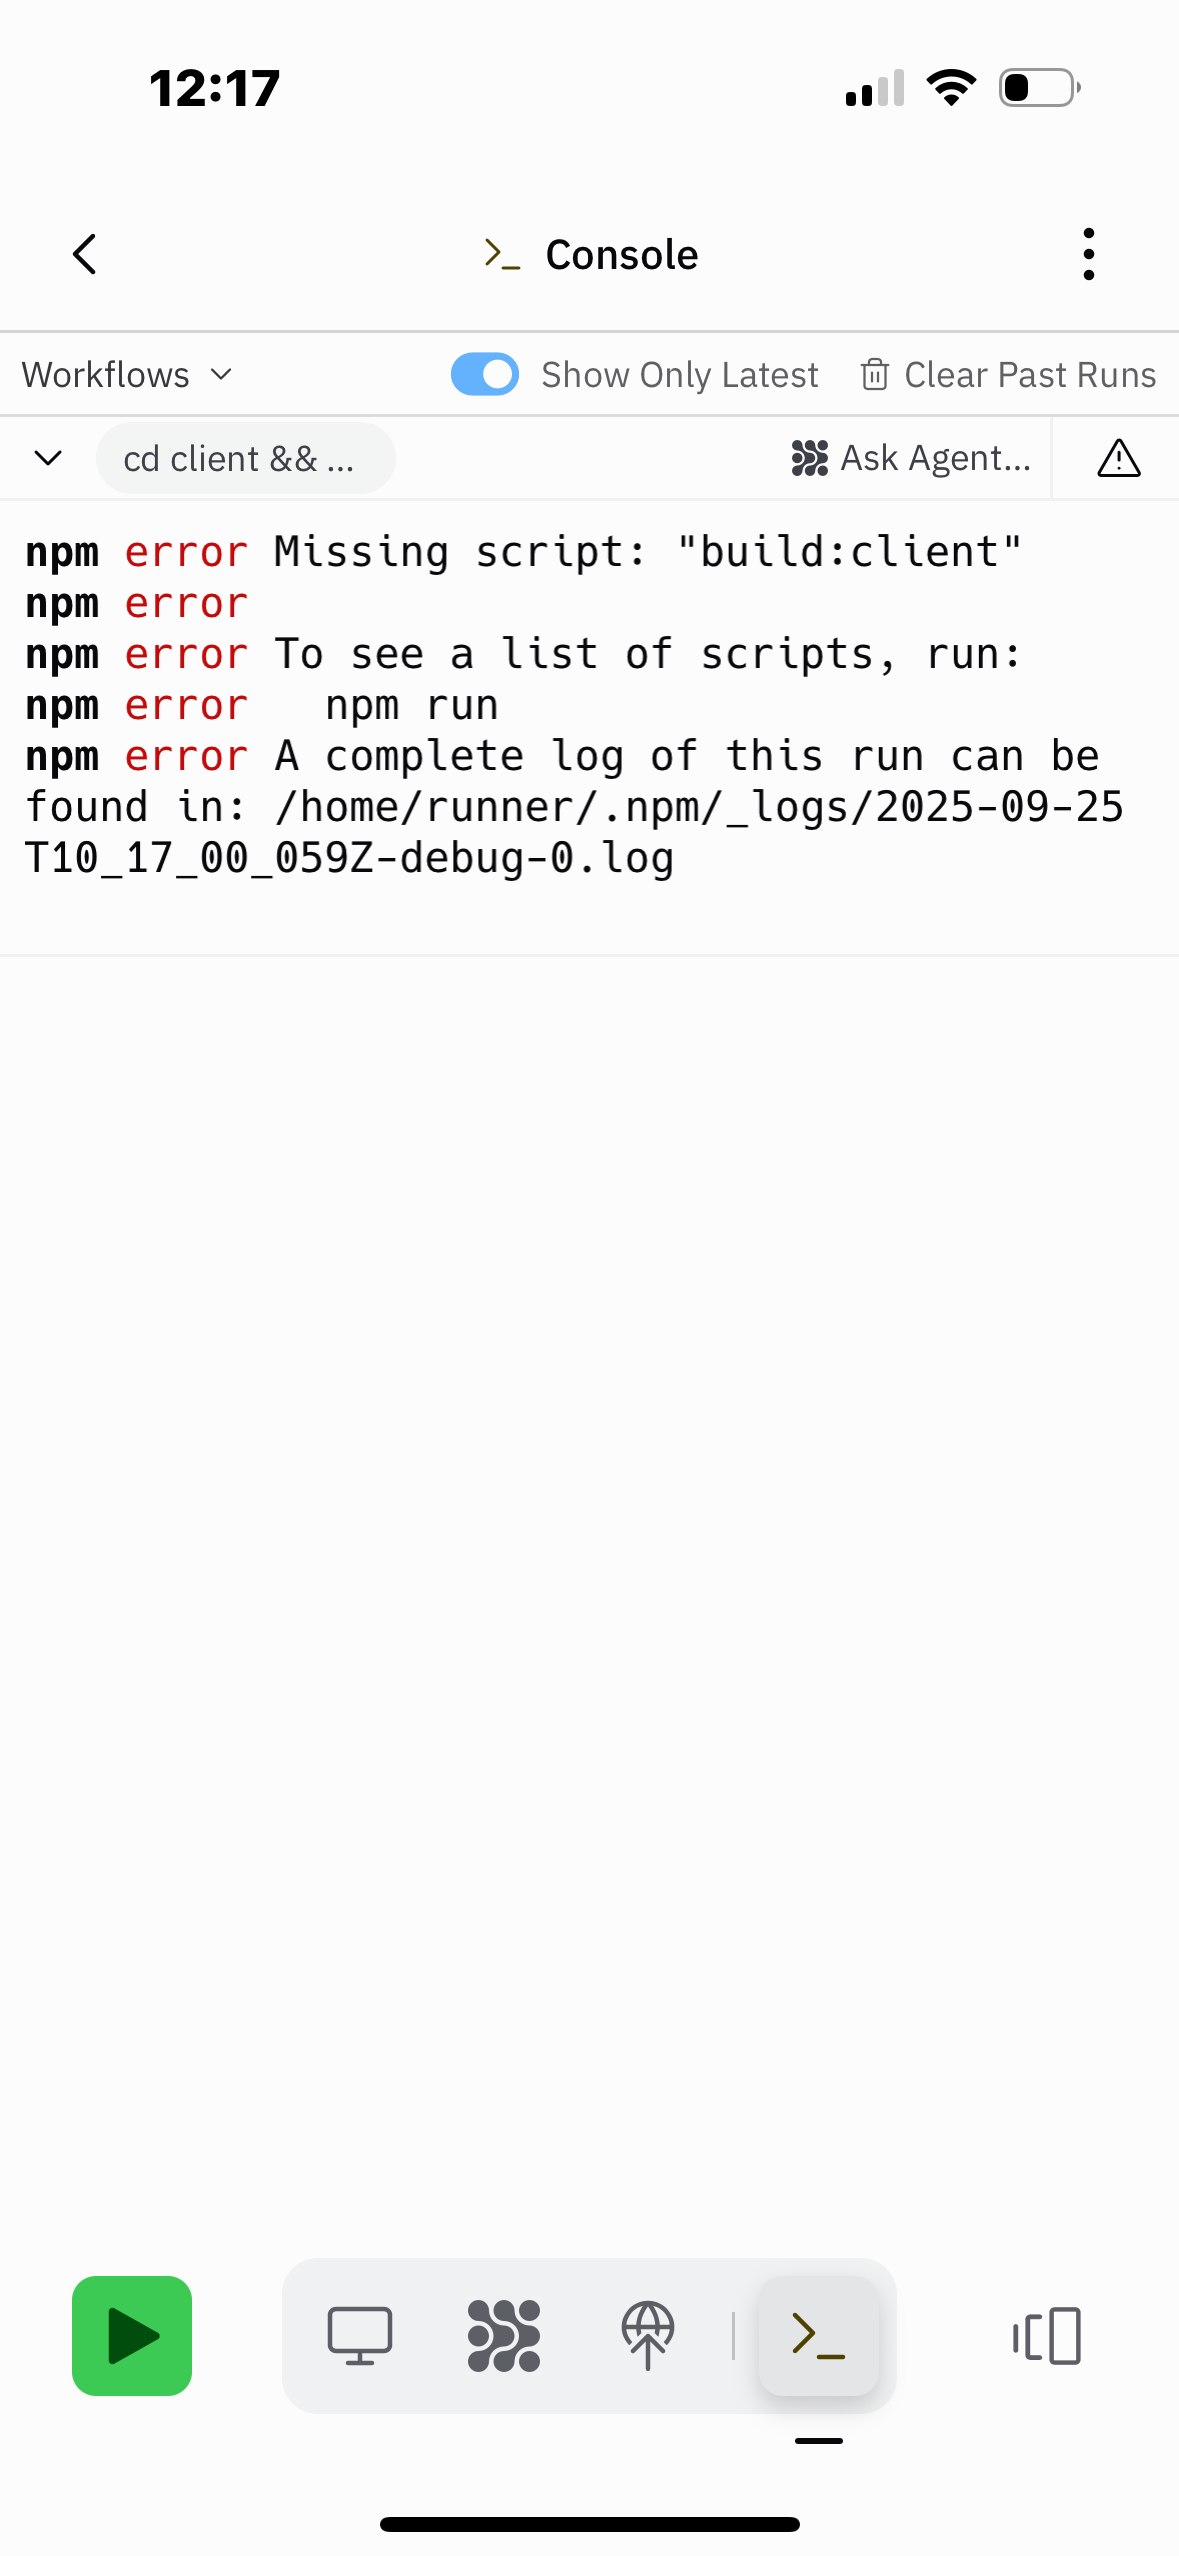 12:17
Console
Workflows Show Only Latest Clear Past Runs
cd client && ... Ask Agent...
npm error Missing script: "build:client"
npm error
npm error To see a list of scripts, run:
npm error   npm run
npm error A complete log of this run can be
found in: /home/runner/.npm/_logs/2025-09-25
T10_17_00_059Z-debug-0.log